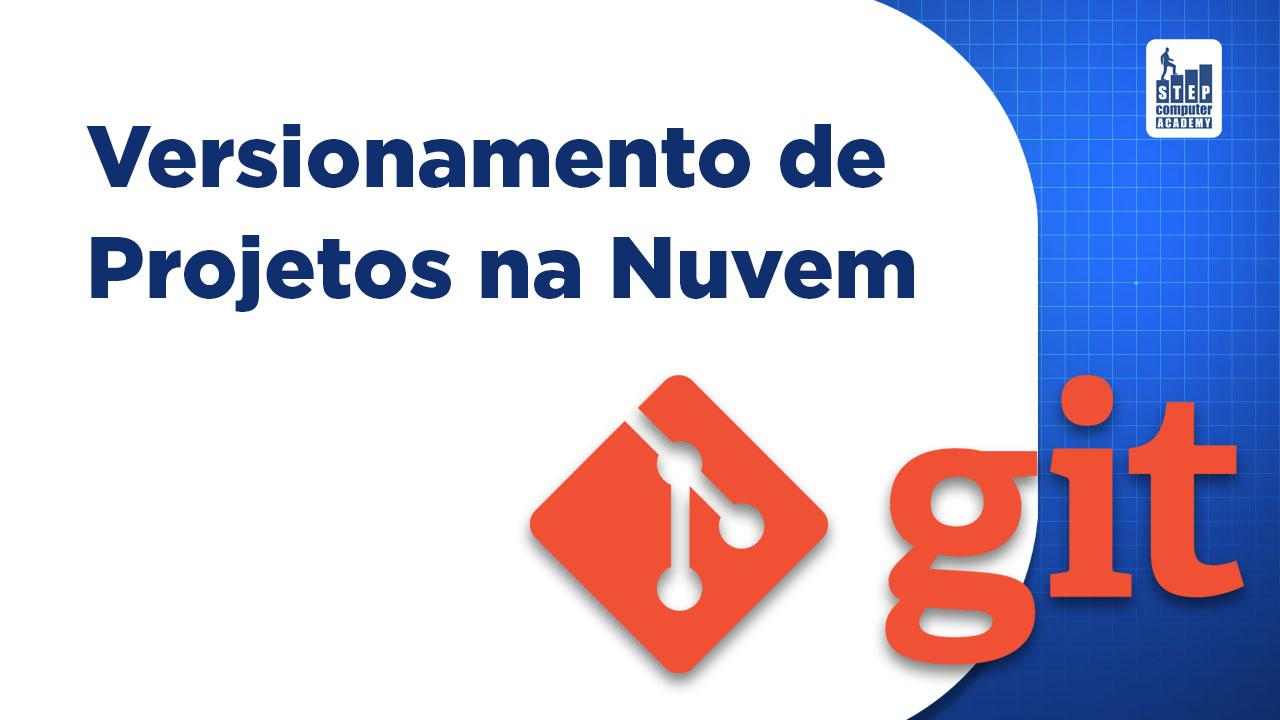 Versionamento de
Projetos na Nuvem
STEP
computer
ACADEMY
git